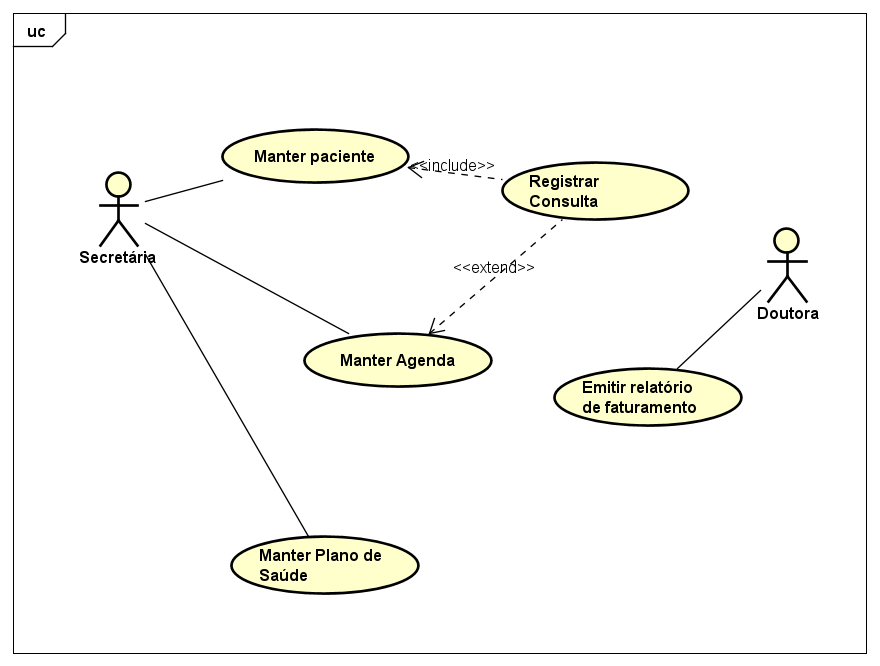 uc
Manter paciente
<<include>>
Registrar
Consulta
Secretária
<<extend>>
Doutora
Manter Agenda
Emitir relatório
de faturamento
Manter Plano de
Saúde